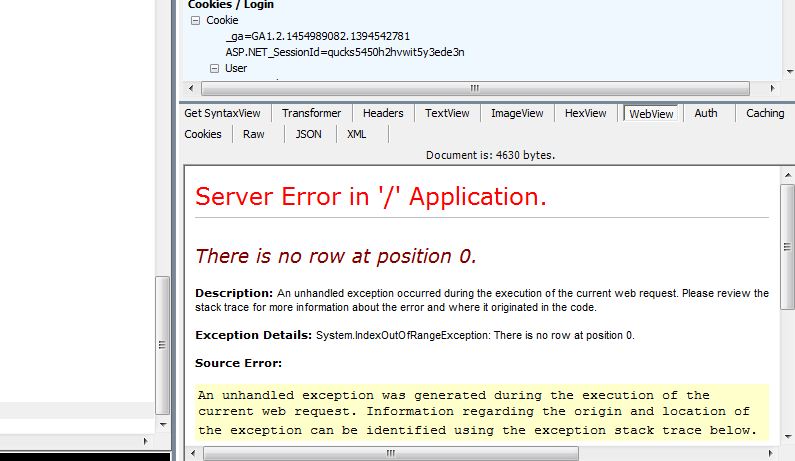 Cookies / Login
Cookie
_ga=GA1.2.1454989082.1394542781
ASP.NET_SessionId=qucks5450h2hvwit5y3ede3n
User
Get SyntaxView Transformer Headers TextView ImageView HexView WebView Auth Caching
Cookies Raw JSON XML
Document is: 4630 bytes.
Server Error in '/' Application.
There is no row at position 0.
Description: An unhandled exception occurred during the execution of the current web request. Please review the
stack trace for more information about the error and where it originated in the code.
Exception Details: System.IndexOutOfRangeException: There is no row at position 0.
Source Error:
An unhandled exception was generated during the execution of the
current web request. Information regarding the origin and location of
the exception can be identified using the exception stack trace below.